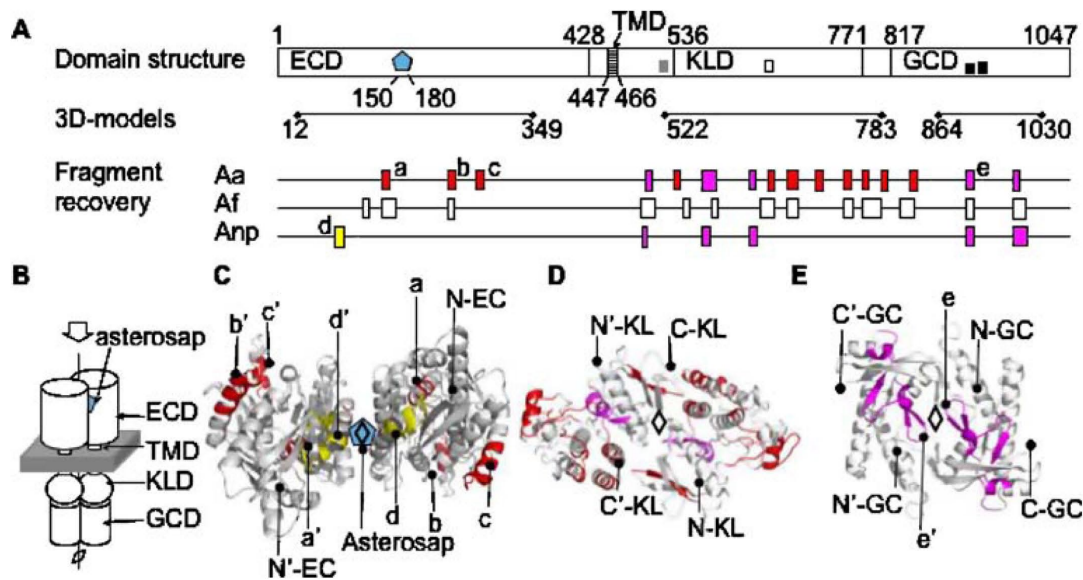 A
TMD
1 428 536 771 817 1047
Domain structure ECD KLD GCD
150 180 447 466
3D-models
12 349 522 783 864 1030
Fragment
recovery
Aa a b c e
Af
Anp d
B C D E
asterosap
ECD
TMD
KLD
GCD
b' c' d' a N-EC
a' Asterosap d b c
N'-EC
N'-KL C-KL
C'-KL N-KL
C'-GC e N-GC
N'-GC e' C-GC